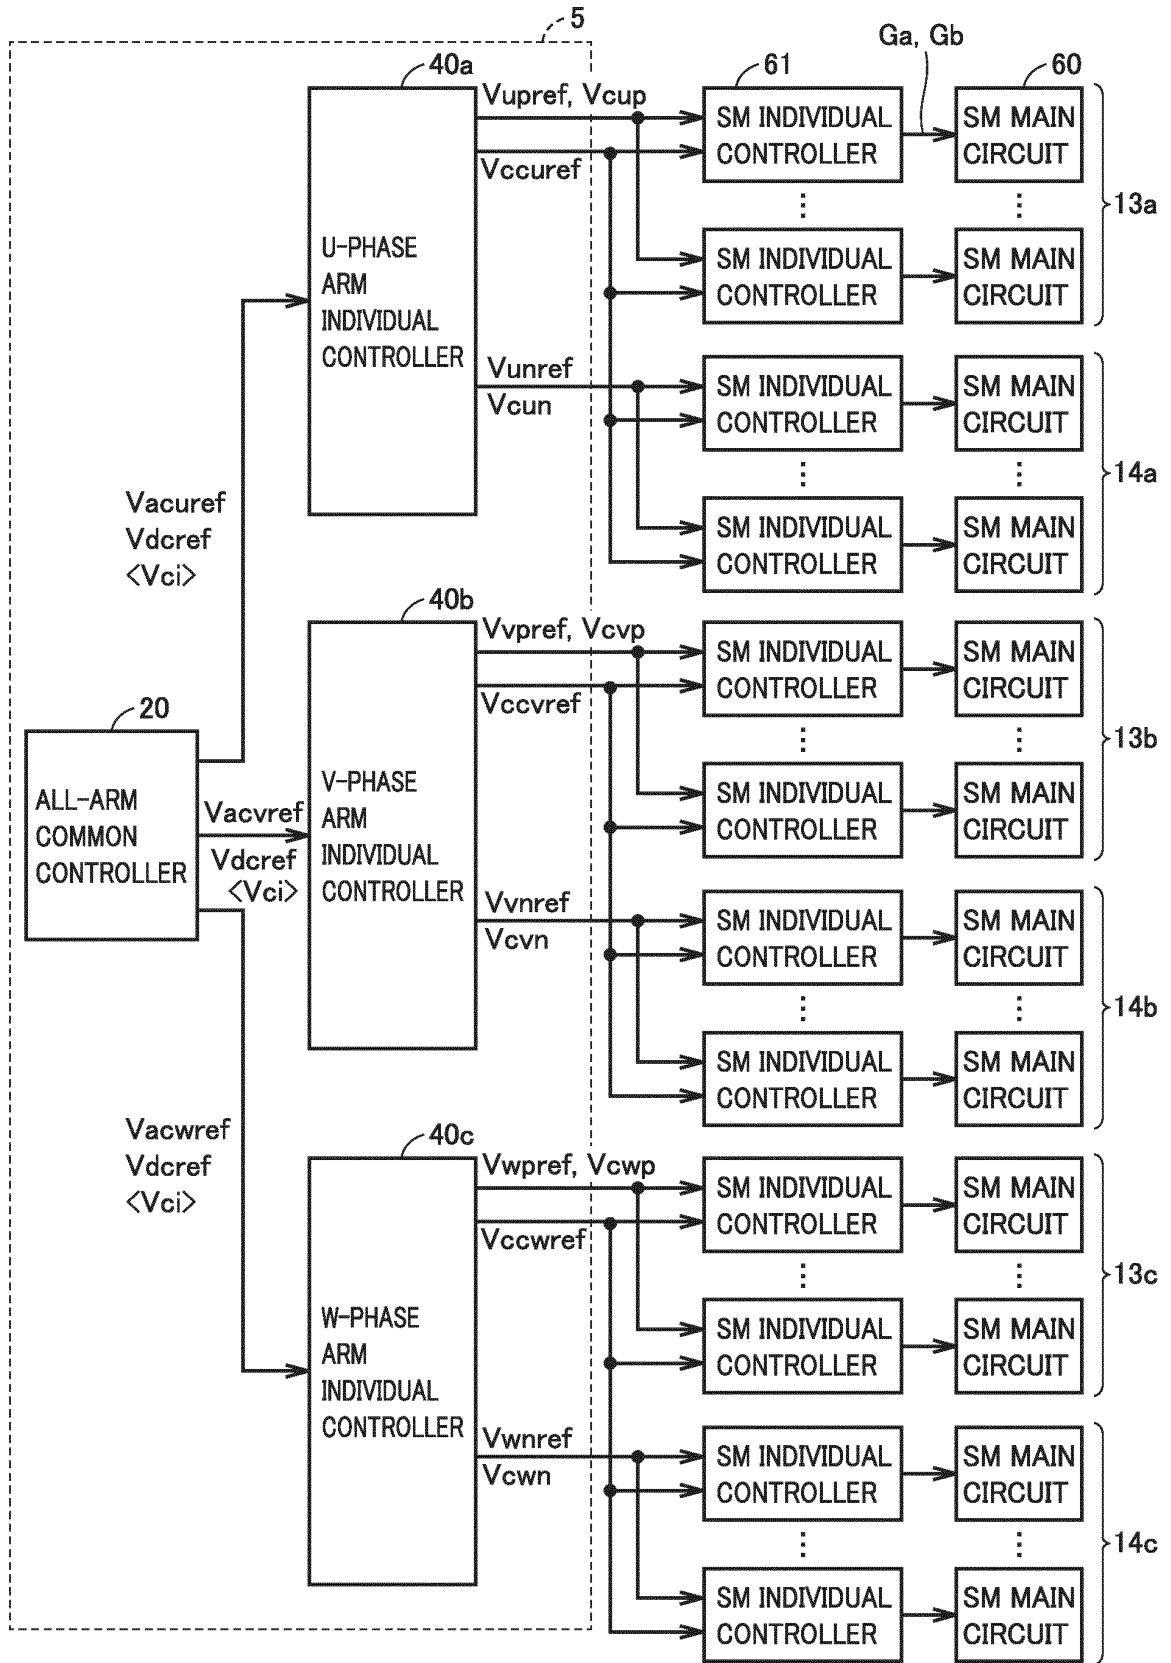 5
40a
Vupref, Vcup
Vccuref
U-PHASE
ARM
INDIVIDUAL
CONTROLLER
Vunref
Vcun
61
Ga, Gb
60
SM INDIVIDUAL
CONTROLLER
SM MAIN
CIRCUIT
⋮
⋮
SM INDIVIDUAL
CONTROLLER
SM MAIN
CIRCUIT
13a
SM INDIVIDUAL
CONTROLLER
SM MAIN
CIRCUIT
⋮
⋮
SM INDIVIDUAL
CONTROLLER
SM MAIN
CIRCUIT
14a
Vacuref
Vdcref
<Vci>
40b
Vvpref, Vcvp
Vccvref
V-PHASE
ARM
INDIVIDUAL
CONTROLLER
Vvnref
Vcvn
SM INDIVIDUAL
CONTROLLER
SM MAIN
CIRCUIT
⋮
⋮
SM INDIVIDUAL
CONTROLLER
SM MAIN
CIRCUIT
13b
SM INDIVIDUAL
CONTROLLER
SM MAIN
CIRCUIT
⋮
⋮
SM INDIVIDUAL
CONTROLLER
SM MAIN
CIRCUIT
14b
20
ALL-ARM
COMMON
CONTROLLER
Vacvref
Vdcref
<Vci>
Vacwref
Vdcref
<Vci>
40c
Vwpref, Vcwp
Vccwref
W-PHASE
ARM
INDIVIDUAL
CONTROLLER
Vwnref
Vcwn
SM INDIVIDUAL
CONTROLLER
SM MAIN
CIRCUIT
⋮
⋮
SM INDIVIDUAL
CONTROLLER
SM MAIN
CIRCUIT
13c
SM INDIVIDUAL
CONTROLLER
SM MAIN
CIRCUIT
⋮
⋮
SM INDIVIDUAL
CONTROLLER
SM MAIN
CIRCUIT
14c